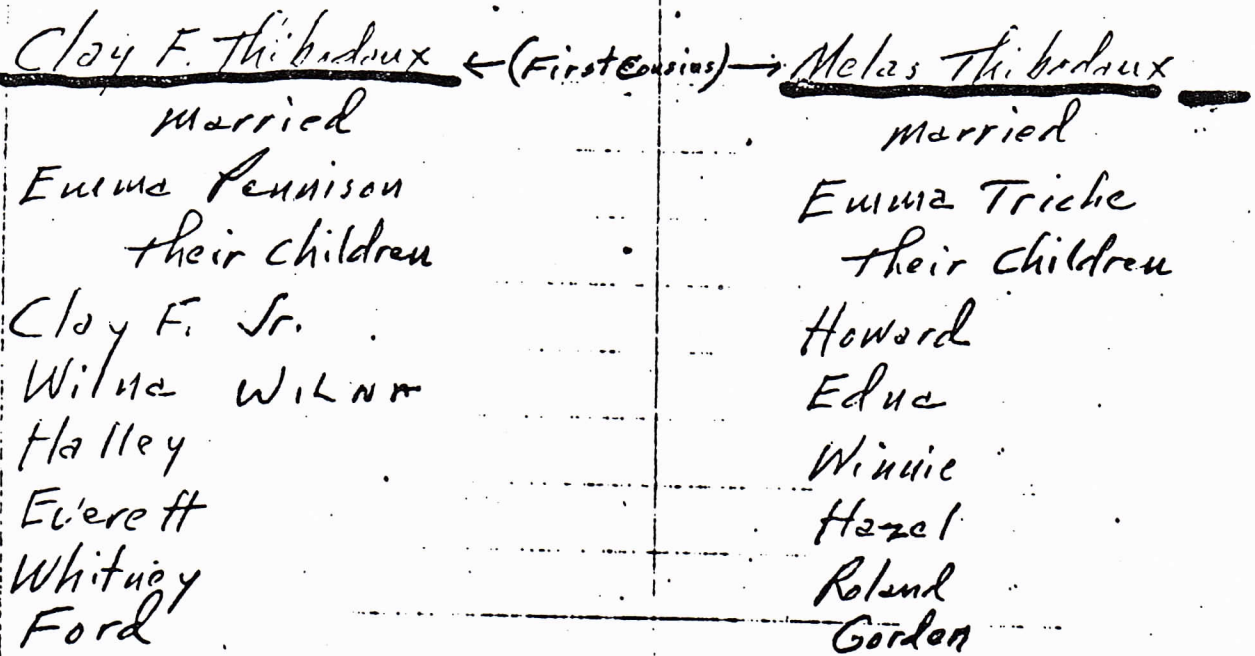 Clay F. Thibodaux ←(First Cousins)→ Melas Thibodaux
married
Emma Pennison
their children
Clay F. Jr.
Wilna WILNA
Halley
Everett
Whitney
Ford
married
Emma Triche
their children
Howard
Edna
Winnie
Hazel
Roland
Gorden